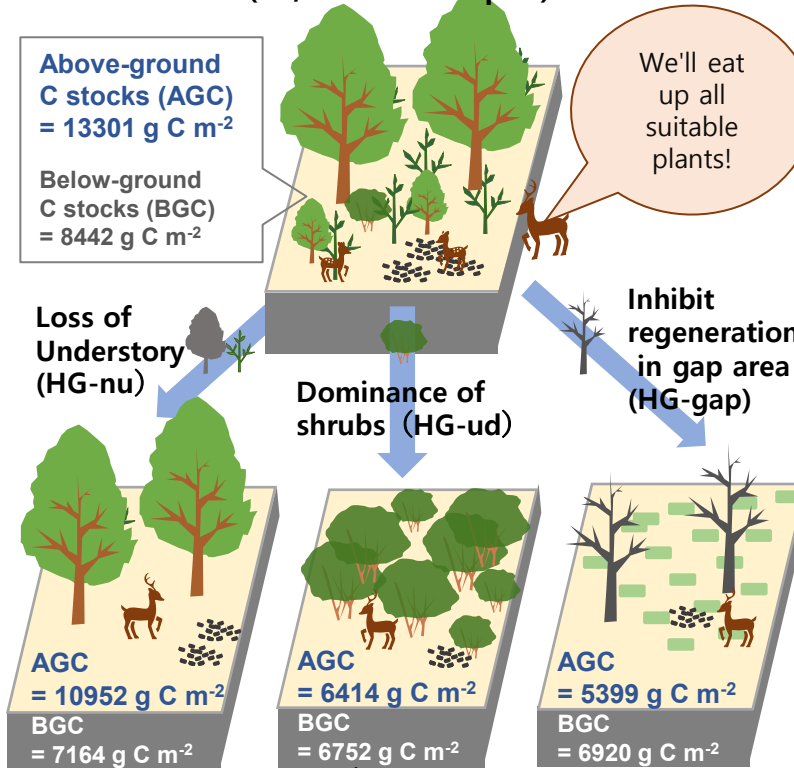 Above-ground
C stocks (AGC)
= 13301 g C m-2
Below-ground
C stocks (BGC)
= 8442 g C m-2
We'll eat
up all
suitable
plants!
Loss of
Understory
(HG-nu）
Dominance of
shrubs（HG-ud）
Inhibit
regeneration
in gap area
(HG-gap)
AGC
= 10952 g C m-2
BGC
= 7164 g C m-2
AGC
= 6414 g C m-2
BGC
= 6752 g C m-2
AGC
= 5399 g C m-2
BGC
= 6920 g C m-2